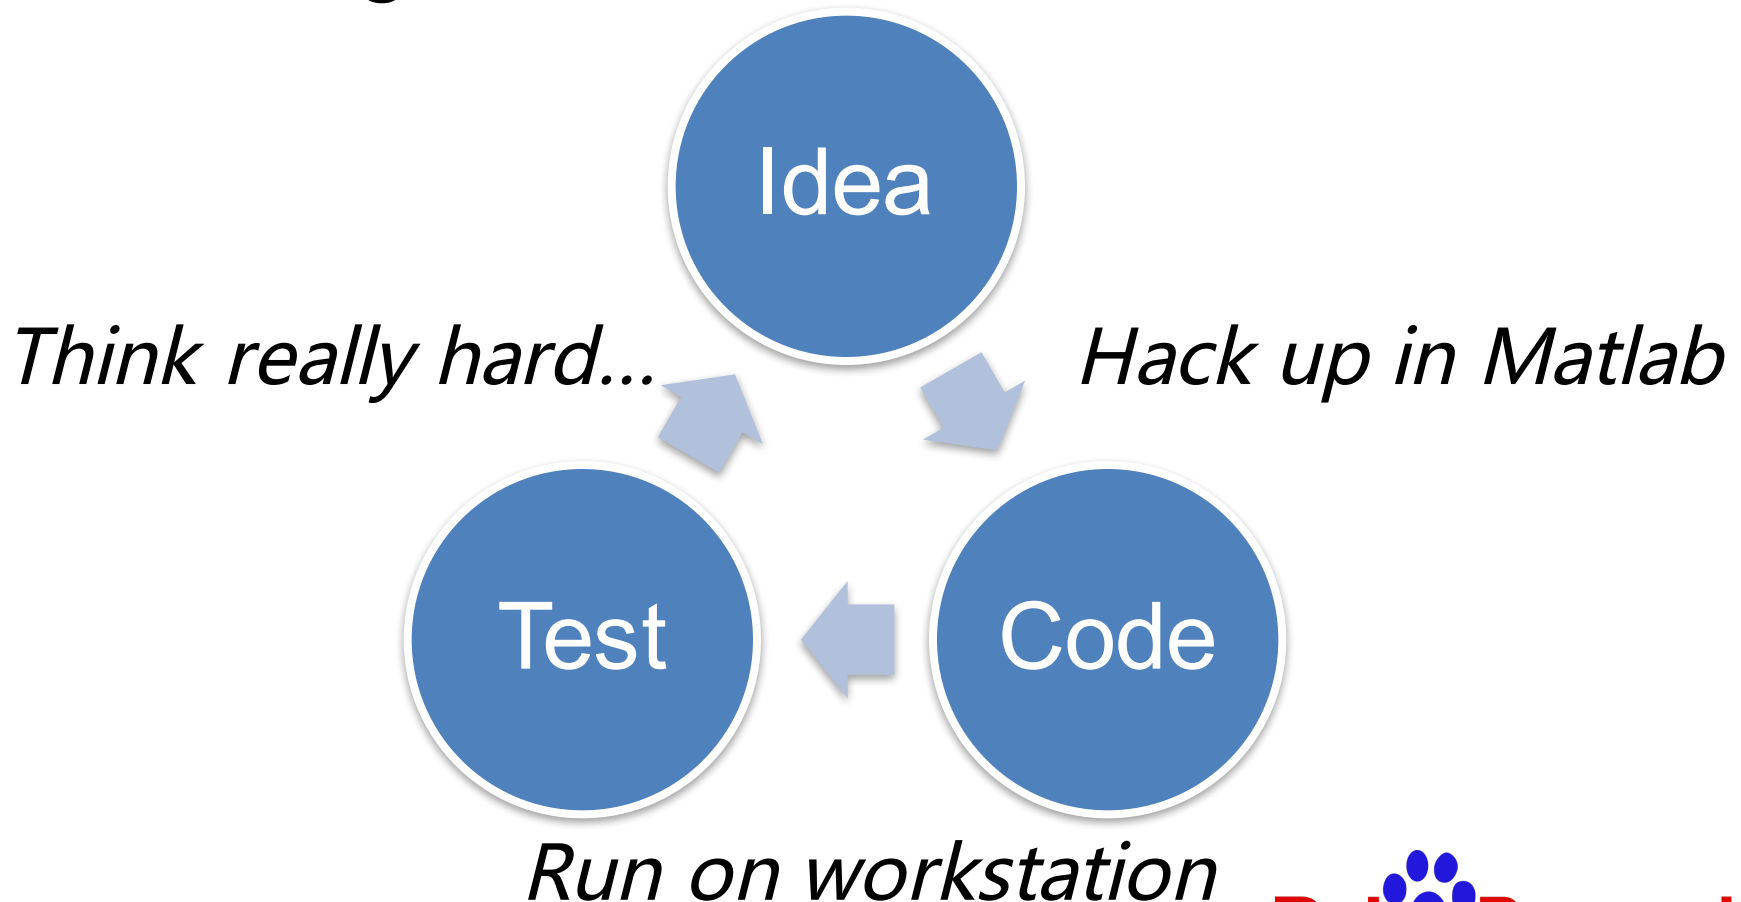 Idea
Think really hard...
Hack up in Matlab
Test
Code
Run on workstation